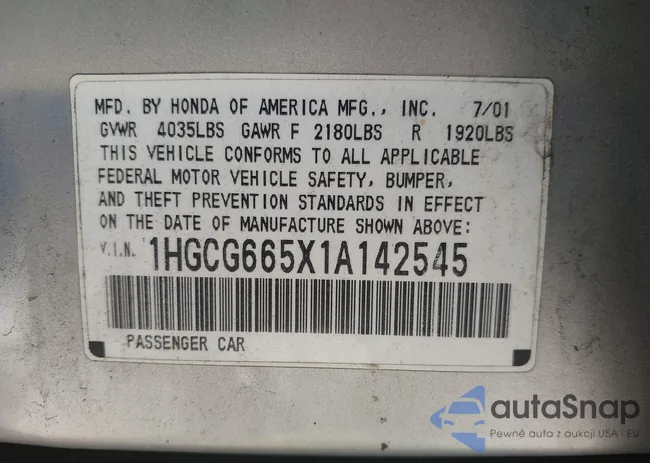 MFD. BY HONDA OF AMERICA MFG., INC. 7/01
GVWR 4035LBS GAWR F 2180LBS R 1920LBS
THIS VEHICLE CONFORMS TO ALL APPLICABLE
FEDERAL MOTOR VEHICLE SAFETY, BUMPER,
AND THEFT PREVENTION STANDARDS IN EFFECT
ON THE DATE OF MANUFACTURE SHOWN ABOVE:
V.I.N. 1HGCG665X1A142545
PASSENGER CAR
autaSnap
Pewne auta z aukcji USA · EU